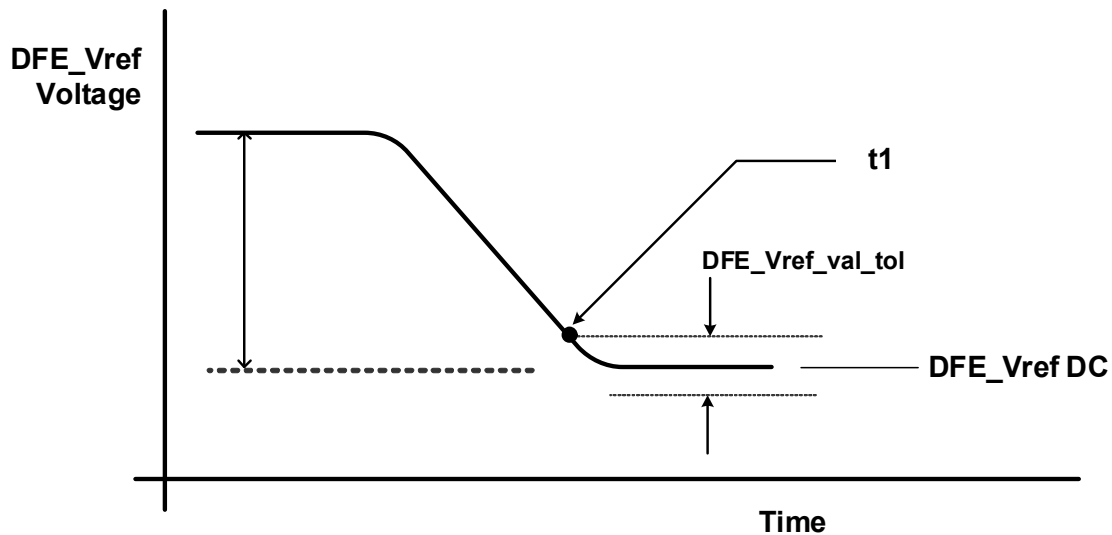 DFE_Vref
Voltage
t1
DFE_Vref_val_tol
DFE_Vref DC
Time